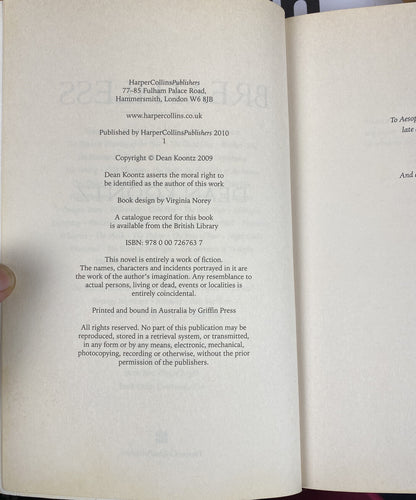 HarperCollinsPublishers
77–85 Fulham Palace Road,
Hammersmith, London W6 8JB
www.harpercollins.co.uk
Published by HarperCollinsPublishers 2010
1
Copyright © Dean Koontz 2009
Dean Koontz asserts the moral right to
be identified as the author of this work
Book design by Virginia Norey
A catalogue record for this book
is available from the British Library
ISBN: 978 0 00 726763 7
This novel is entirely a work of fiction.
The names, characters and incidents portrayed in it are
the work of the author's imagination. Any resemblance to
actual persons, living or dead, events or localities is
entirely coincidental.
Printed and bound in Australia by Griffin Press
All rights reserved. No part of this publication may be
reproduced, stored in a retrieval system, or transmitted,
in any form or by any means, electronic, mechanical,
photocopying, recording or otherwise, without the prior
permission of the publishers.
To Aesop
late
And